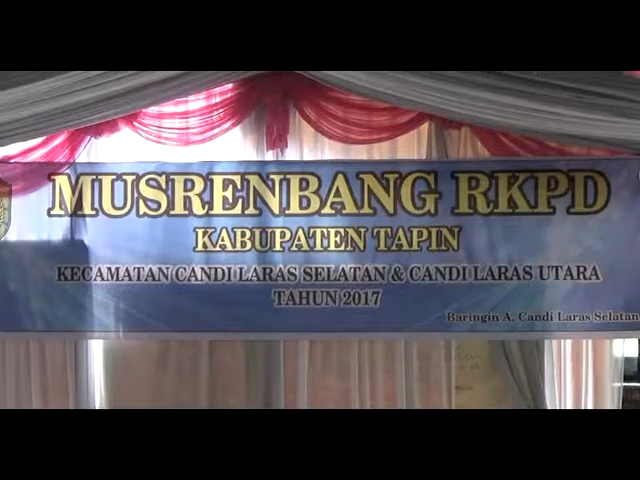 MUSRENBANG RKPD
KABUPATEN TAPIN
KECAMATAN CANDI LARAS SELATAN & CANDI LARAS UTARA
TAHUN 2017
Baringin A. Candi Laras Selatan